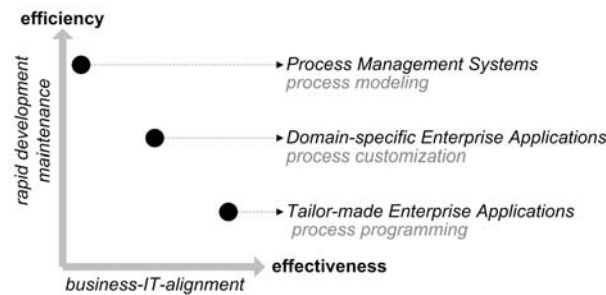 efficiency
rapid development
maintenance
Process Management Systems
process modeling
Domain-specific Enterprise Applications
process customization
Tailor-made Enterprise Applications
process programming
effectiveness
business-IT-alignment